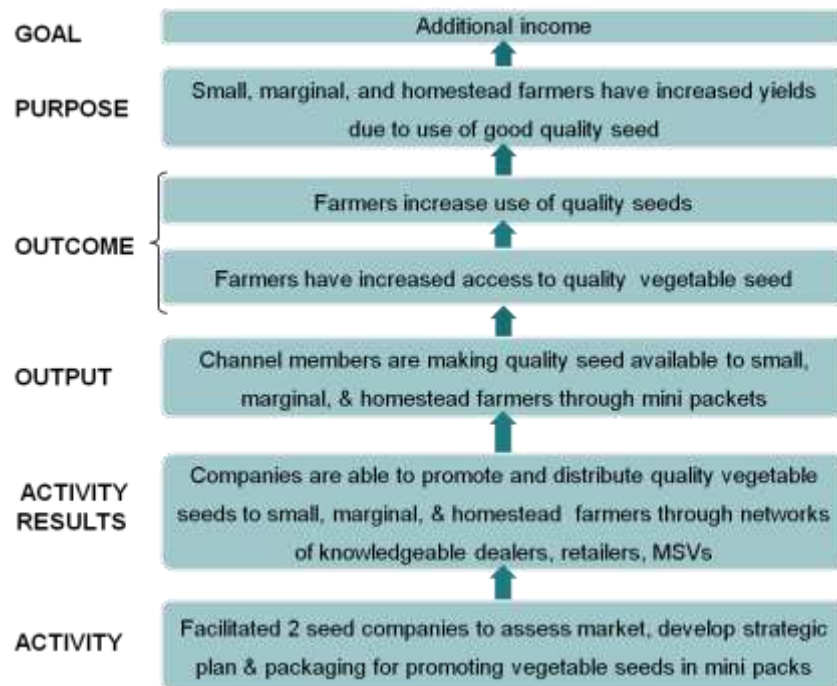 GOAL
Additional income
PURPOSE
Small, marginal, and homestead farmers have increased yields
due to use of good quality seed
OUTCOME
Farmers increase use of quality seeds
Farmers have increased access to quality vegetable seed
OUTPUT
Channel members are making quality seed available to small,
marginal, & homestead farmers through mini packets
ACTIVITY
RESULTS
Companies are able to promote and distribute quality vegetable
seeds to small, marginal, & homestead farmers through networks
of knowledgeable dealers, retailers, MSVs
ACTIVITY
Facilitated 2 seed companies to assess market, develop strategic
plan & packaging for promoting vegetable seeds in mini packs